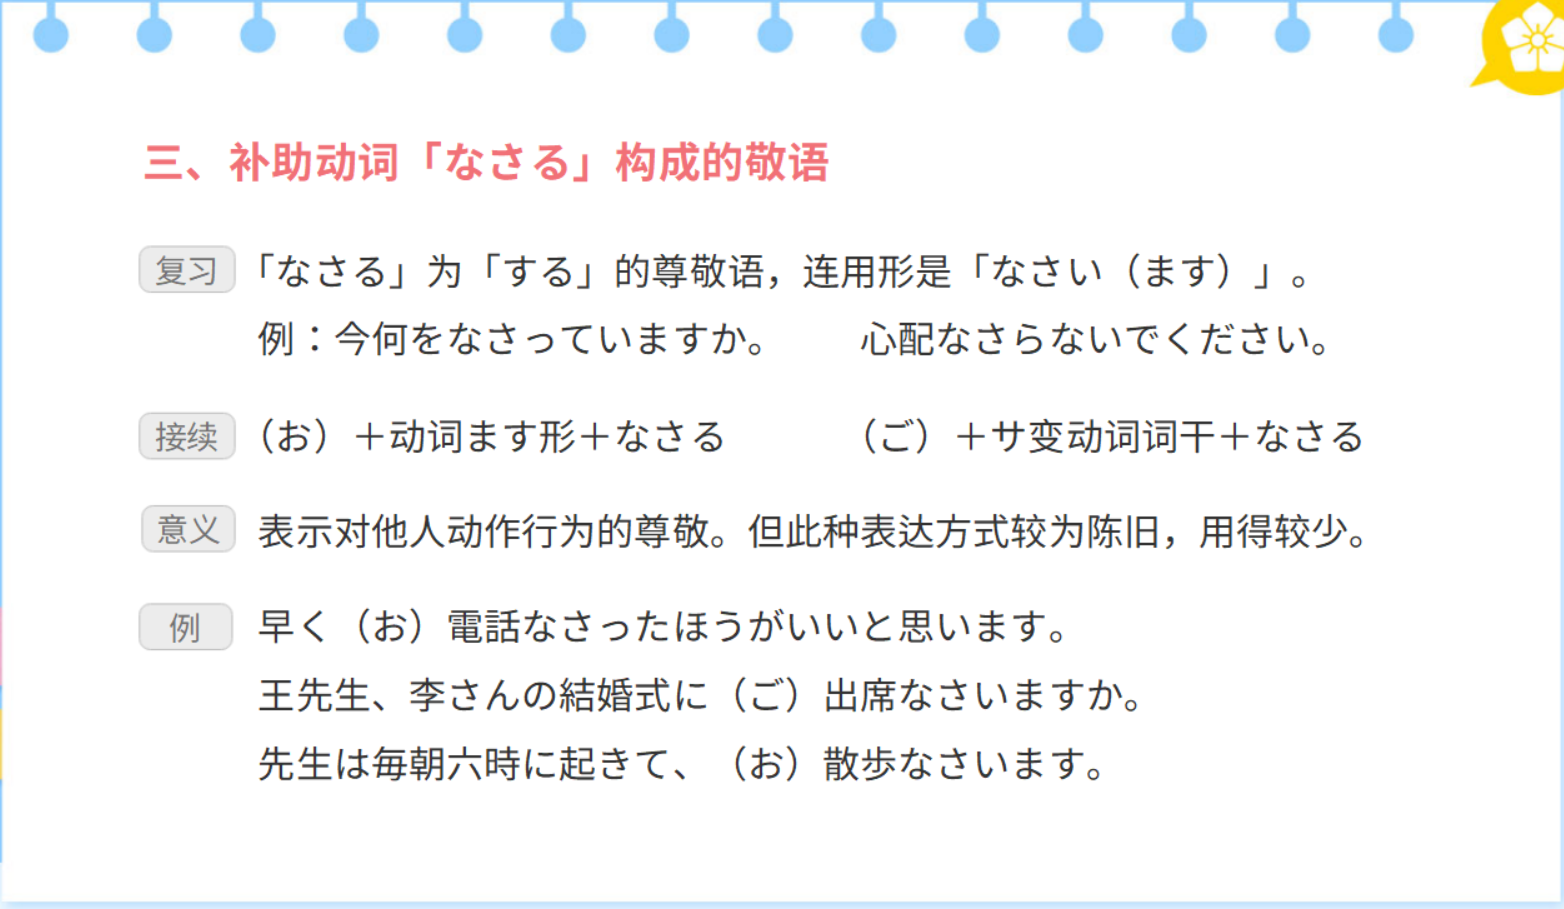 三、补助动词「なさる」构成的敬语
复习 「なさる」为「する」的尊敬语，连用形是「なさい（ます）」。
例：今何をなさっていますか。 心配なさらないでください。
接续 （お）＋动词ます形＋なさる （ご）＋サ变动词词干＋なさる
意义 表示对他人动作行为的尊敬。但此种表达方式较为陈旧，用得较少。
例 早く（お）電話なさったほうがいいと思います。
王先生、李さんの結婚式に（ご）出席なさいますか。
先生は毎朝六時に起きて、（お）散歩なさいます。